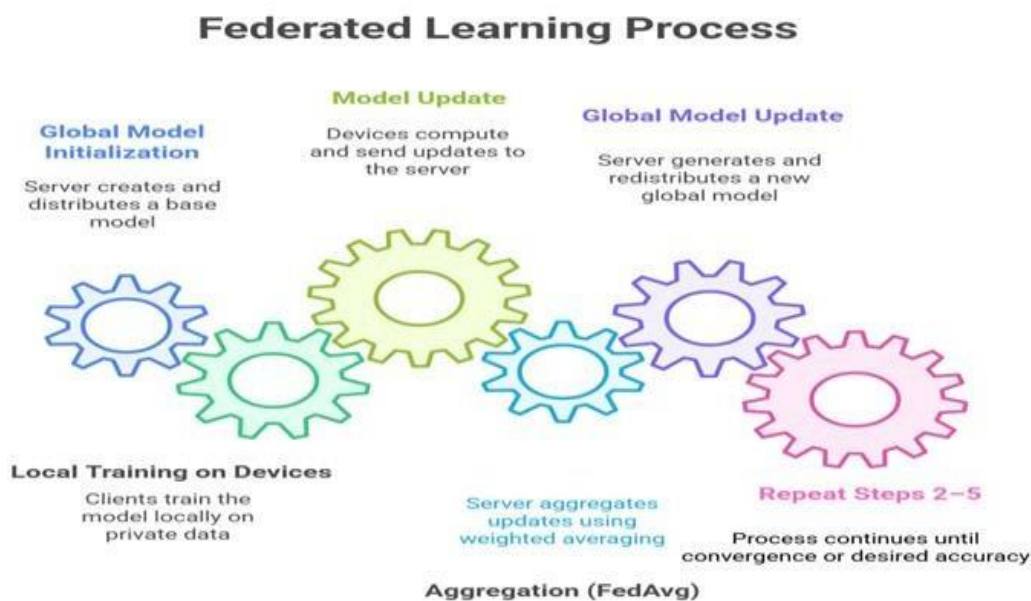 Federated Learning Process
Global Model
Initialization
Server creates and
distributes a base
model
Local Training on Devices
Clients train the
model locally on
private data
Model Update
Devices compute
and send updates to
the server
Server aggregates
updates using
weighted averaging
Aggregation (FedAvg)
Global Model Update
Server generates and
redistributes a new
global model
Repeat Steps 2–5
Process continues until
convergence or desired accuracy